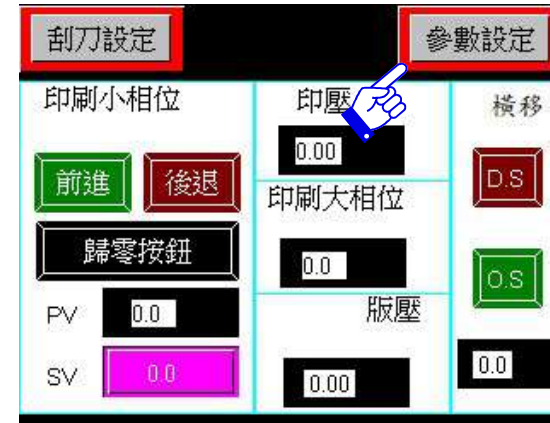 刮刀設定
參數設定
印刷小相位
前進
後退
歸零按鈕
PV 0.0
SV 0.0
印壓
0.00
印刷大相位
0.0
版壓
0.00
橫移
D.S
O.S
0.0